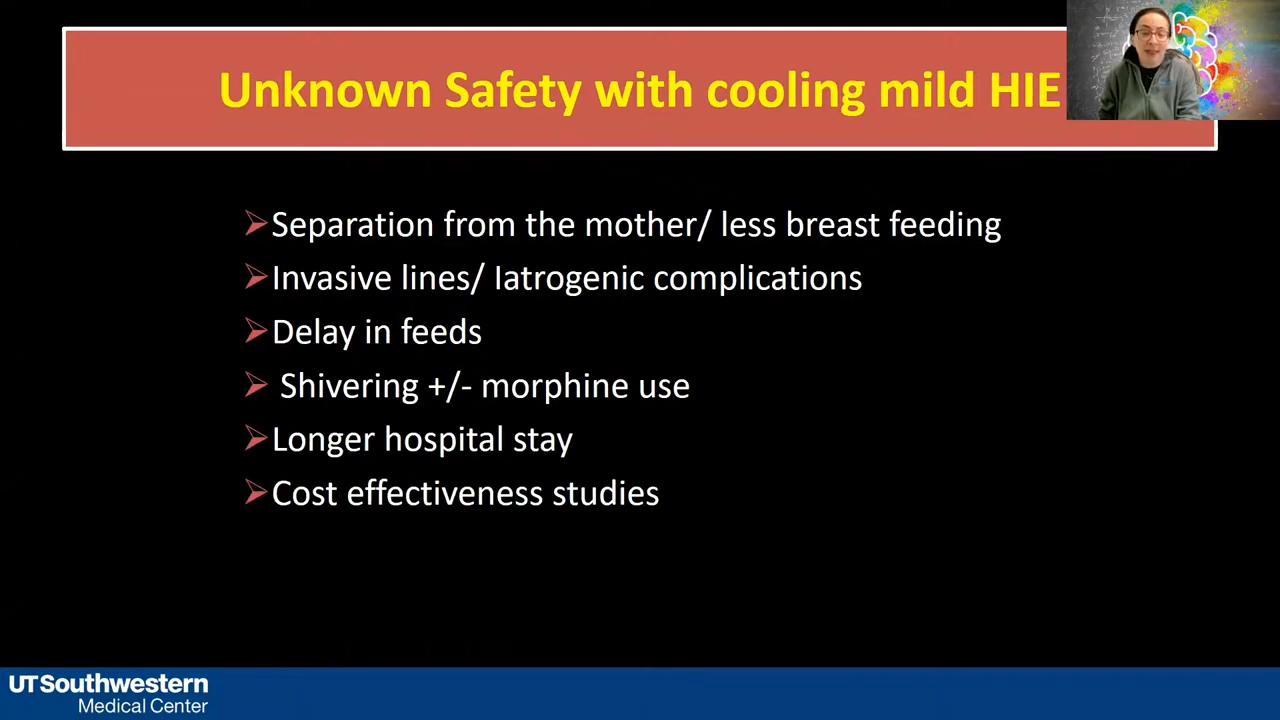 Unknown Safety with cooling mild HIE
Separation from the mother/ less breast feeding
Invasive lines/ Iatrogenic complications
Delay in feeds
Shivering +/- morphine use
Longer hospital stay
Cost effectiveness studies
UTSouthwestern
Medical Center